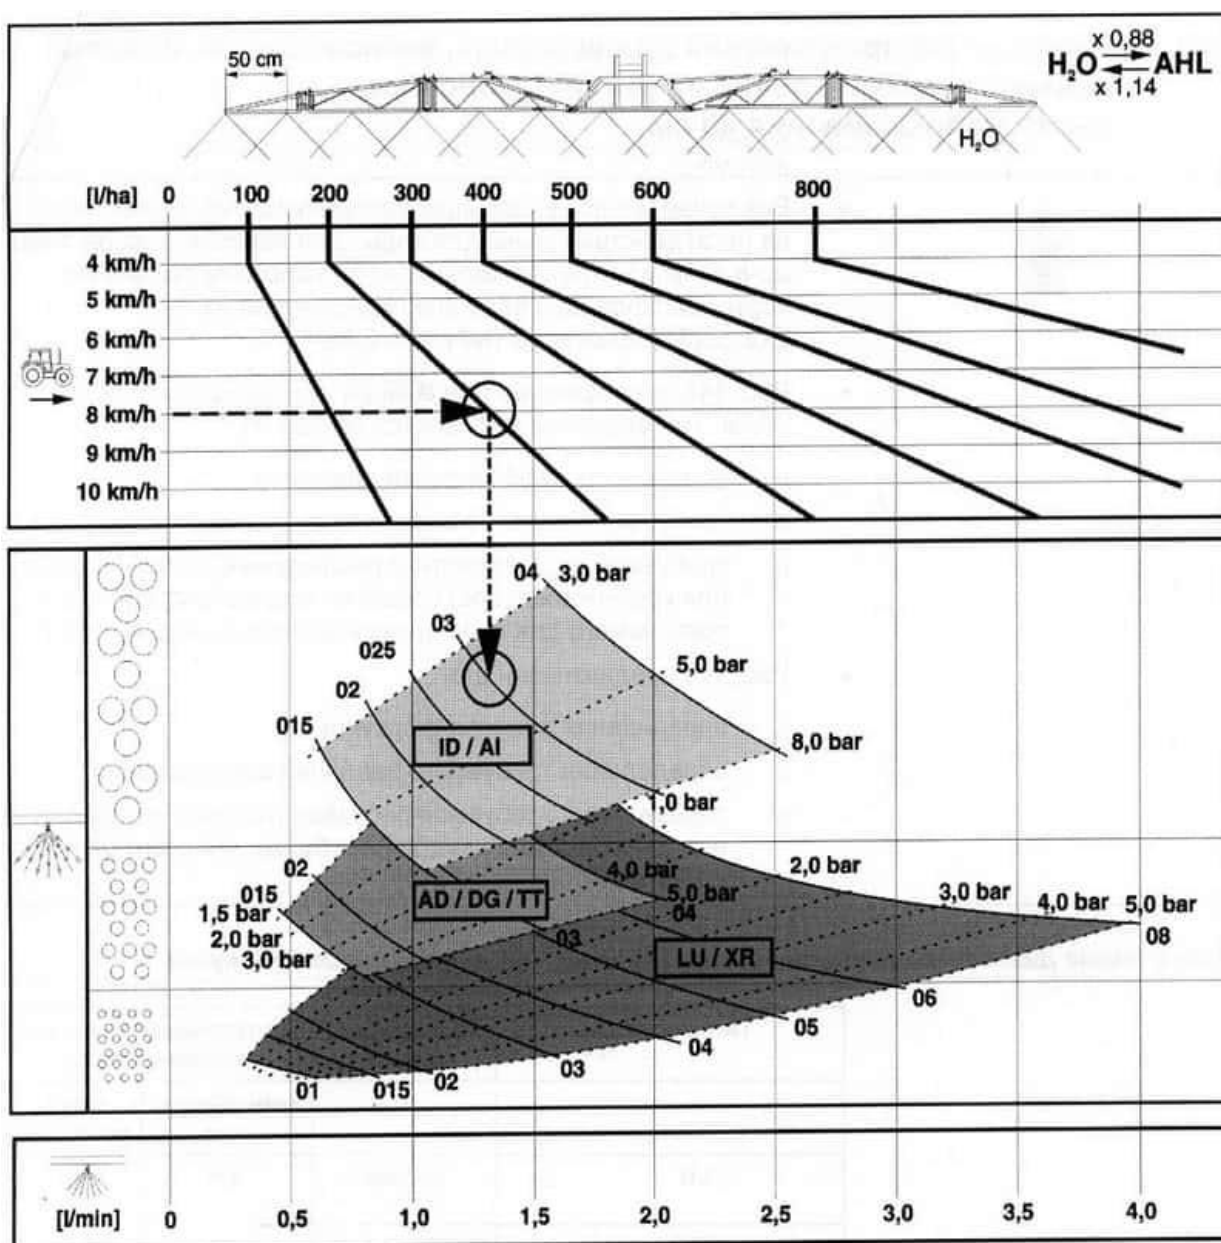 50 cm
x 0,88
H₂O AHL
x 1,14
H₂O
[l/ha] 0 100 200 300 400 500 600 800
4 km/h
5 km/h
6 km/h
7 km/h
8 km/h
9 km/h
10 km/h
04 3,0 bar
03
025
5,0 bar
02
015
ID / AI
8,0 bar
1,0 bar
02
4,0 bar
2,0 bar
015
AD / DG / TT
5,0 bar
3,0 bar
1,5 bar
04
4,0 bar
5,0 bar
2,0 bar
03
08
3,0 bar
LU / XR
06
05
04
03
02
015
01
[l/min] 0 0,5 1,0 1,5 2,0 2,5 3,0 3,5 4,0